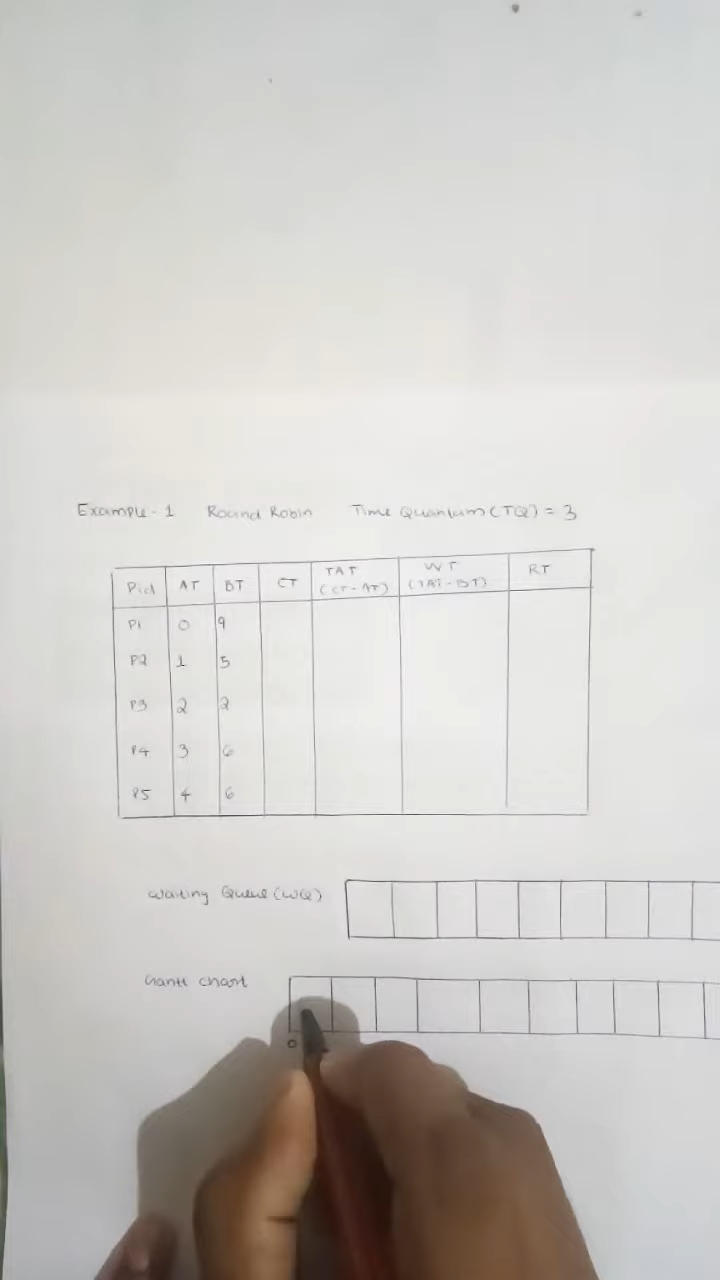 Example-1 Round Robin Time Quantum (TQ) = 3
Pid AT BT CT TAT (CT-AT) WT (TAT-BT) RT
P1 0 9
P2 1 5
P3 2 2
P4 3 6
P5 4 6
Waiting Queue (WQ)
Gantt chart
0